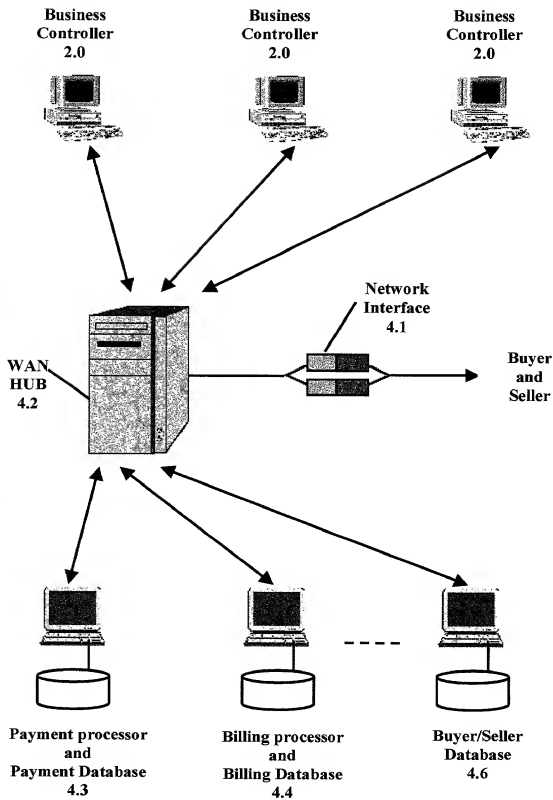 Business
Controller
2.0
Business
Controller
2.0
Business
Controller
2.0
Network
Interface
4.1
WAN
HUB
4.2
Buyer
and
Seller
Payment processor
and
Payment Database
4.3
Billing processor
and
Billing Database
4.4
Buyer/Seller
Database
4.6